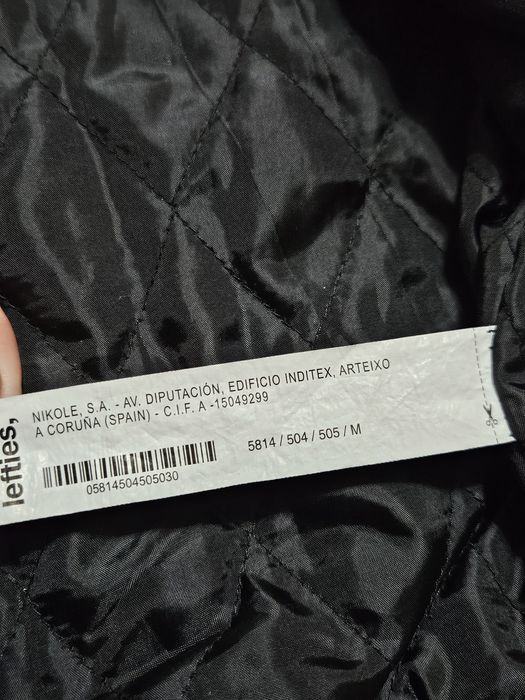 lefties,
NIKOLE, S.A. - AV. DIPUTACIÓN, EDIFICIO INDITEX, ARTEIXO
A CORUÑA (SPAIN) - C.I.F. A -15049299
5814 / 504 / 505 / M
05814504505030